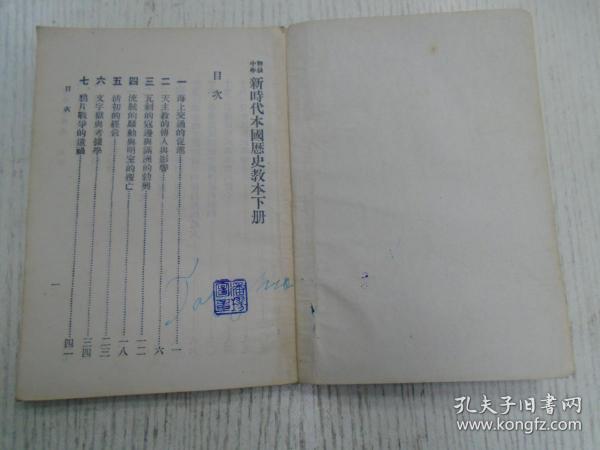 初級中學 新時代本國歷史教本下冊
目次
一 海上交通的促進 一
二 天主教的傳入與影響 六
三 瓦剌的寇邊與滿洲的勃興 一二
四 流賊的騷動與明室的覆亡 一八
五 清初的經營 二三
六 文字獄與考據學 三四
七 鴉片戰爭的 四一
目次
一
孔夫子旧书网
www.kongfz.com